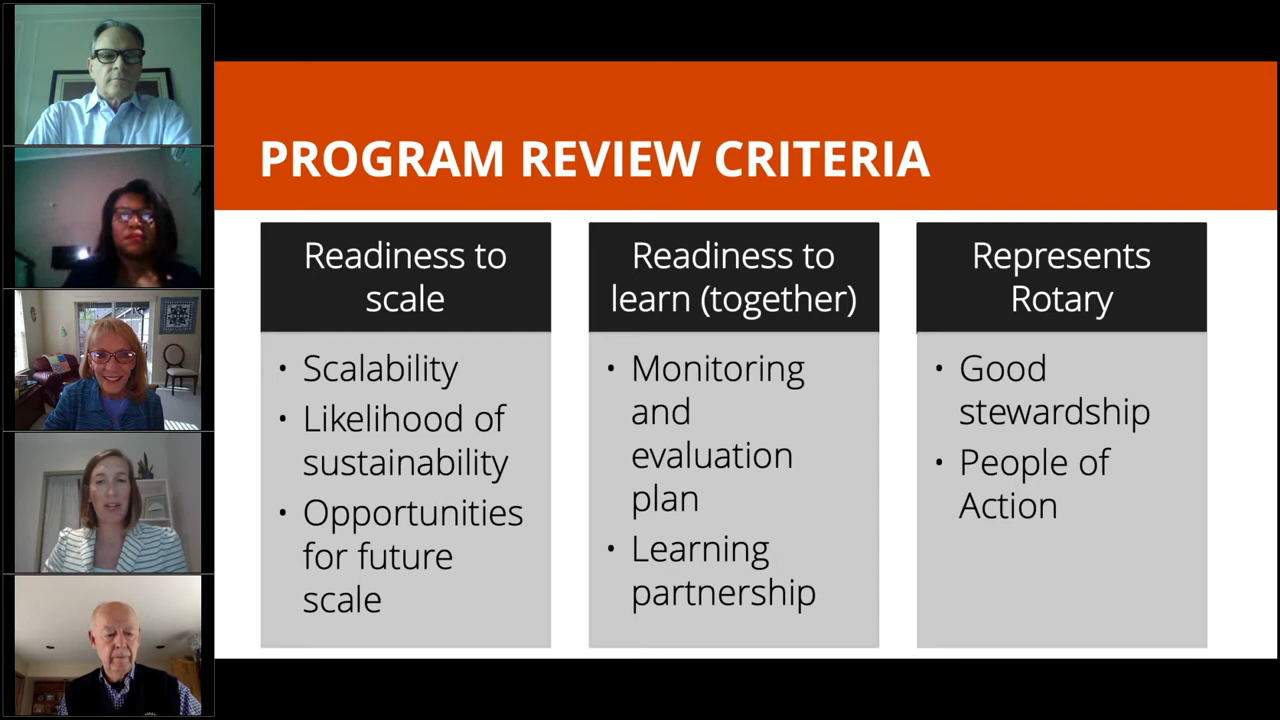 PROGRAM REVIEW CRITERIA
Readiness to
scale
• Scalability
• Likelihood of
sustainability
• Opportunities
for future
scale
Readiness to
learn (together)
• Monitoring
and
evaluation
plan
• Learning
partnership
Represents
Rotary
• Good
stewardship
• People of
Action